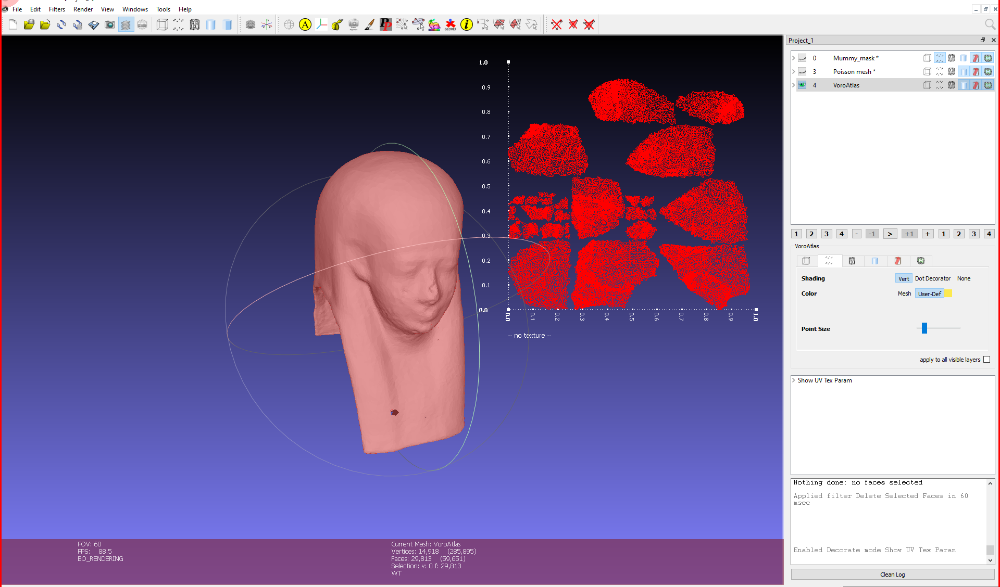 File Edit Filters Render View Windows Tools Help
A
PP
GEOREF
i
Project_1
0 Mummy_mask *
3 Poisson mesh *
4 VoroAtlas
1 2 3 4 - -1 > +1 + 1 2 3 4
VoroAtlas
Shading Vert Dot Decorator None
Color Mesh User-Def
Point Size
apply to all visible layers
Show UV Tex Param
Nothing done: no faces selected
Applied filter Delete Selected Faces in 60
msec
Enabled Decorate mode Show UV Tex Param
Clean Log
1.0
0.9
0.8
0.7
0.6
0.5
0.4
0.3
0.2
0.1
0.0
0.0 0.1 0.2 0.3 0.4 0.5 0.6 0.7 0.8 0.9 1.0
-- no texture --
FOV: 60
FPS: 88.5
BO_RENDERING
Current Mesh: VoroAtlas
Vertices: 14,918 (285,895)
Faces: 29,813 (59,651)
Selection: v: 0 f: 29,813
WT